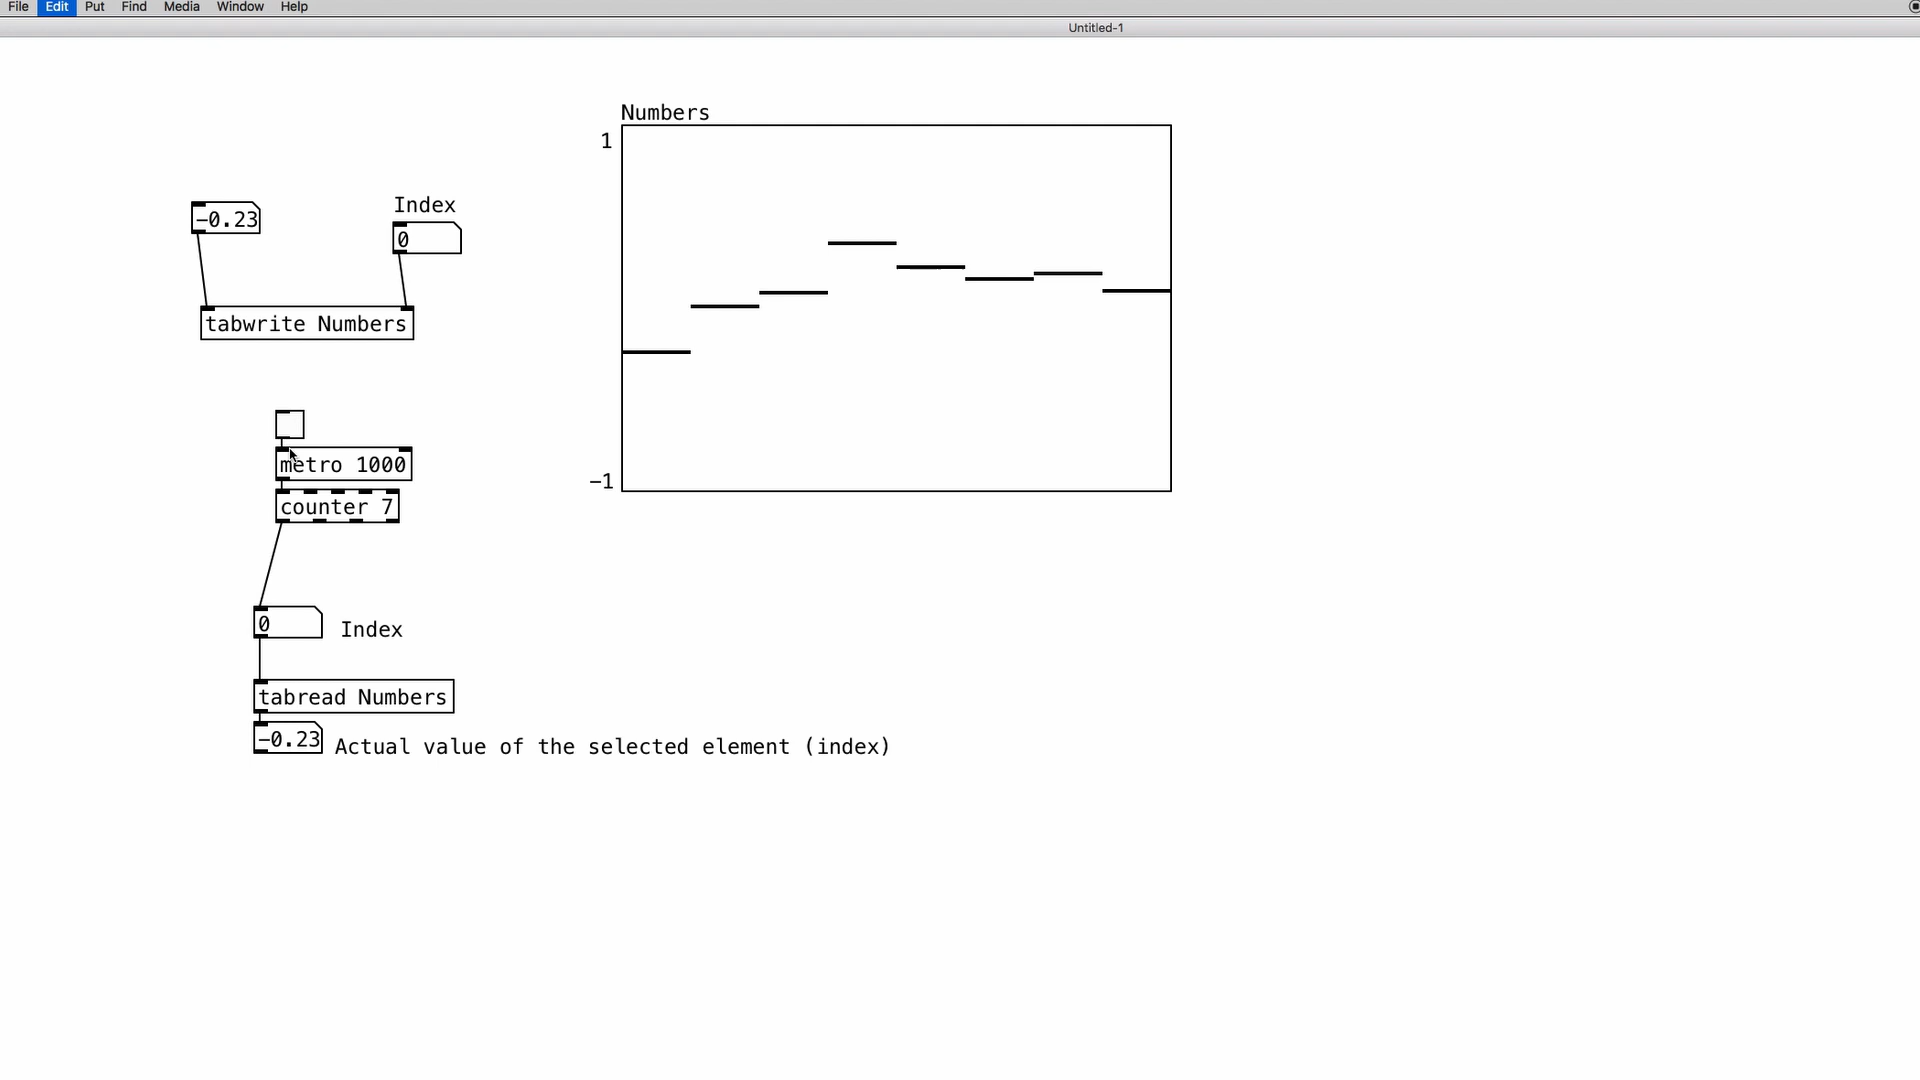 File Edit Put Find Media Window Help
Untitled-1
Numbers
1
−1
−0.23
Index
0
tabwrite Numbers
metro 1000
counter 7
0
Index
tabread Numbers
−0.23
Actual value of the selected element (index)